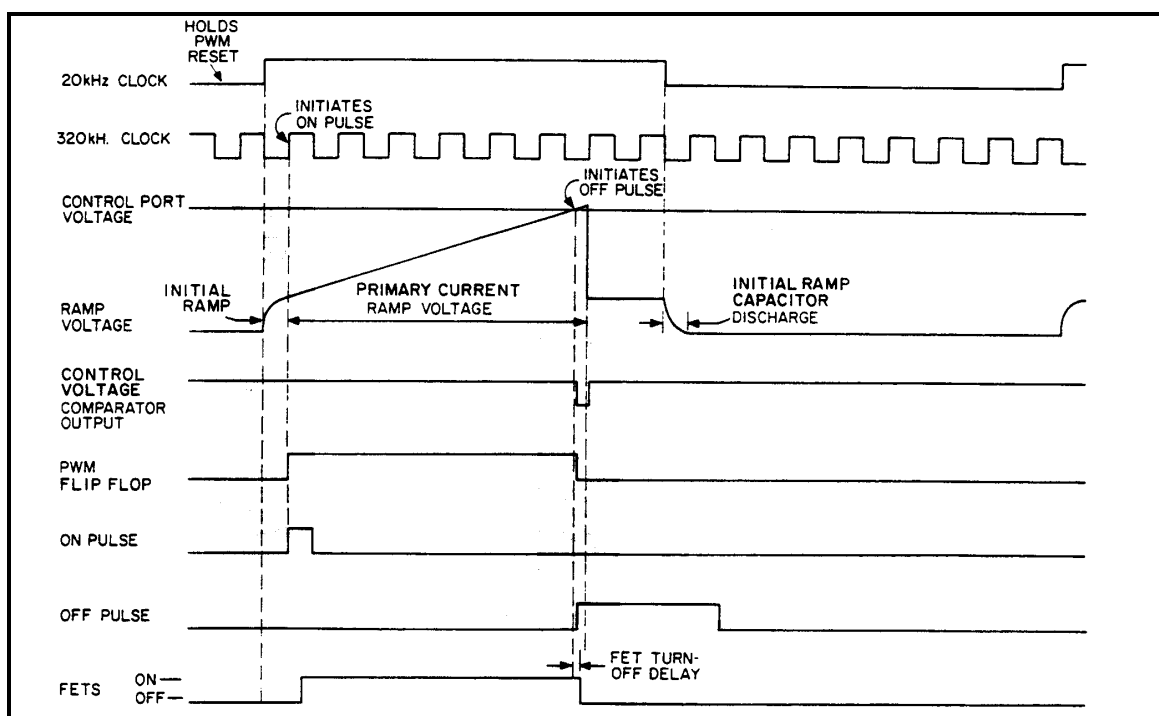 HOLDS
PWM
RESET
20kHz CLOCK
INITIATES
ON PULSE
320kH. CLOCK
INITIATES
OFF PULSE
CONTROL PORT
VOLTAGE
INITIAL
RAMP
PRIMARY CURRENT
RAMP VOLTAGE
INITIAL RAMP
CAPACITOR
DISCHARGE
RAMP
VOLTAGE
CONTROL
VOLTAGE
COMPARATOR
OUTPUT
PWM
FLIP FLOP
ON PULSE
OFF PULSE
FET TURN-
OFF DELAY
FETS
ON
OFF